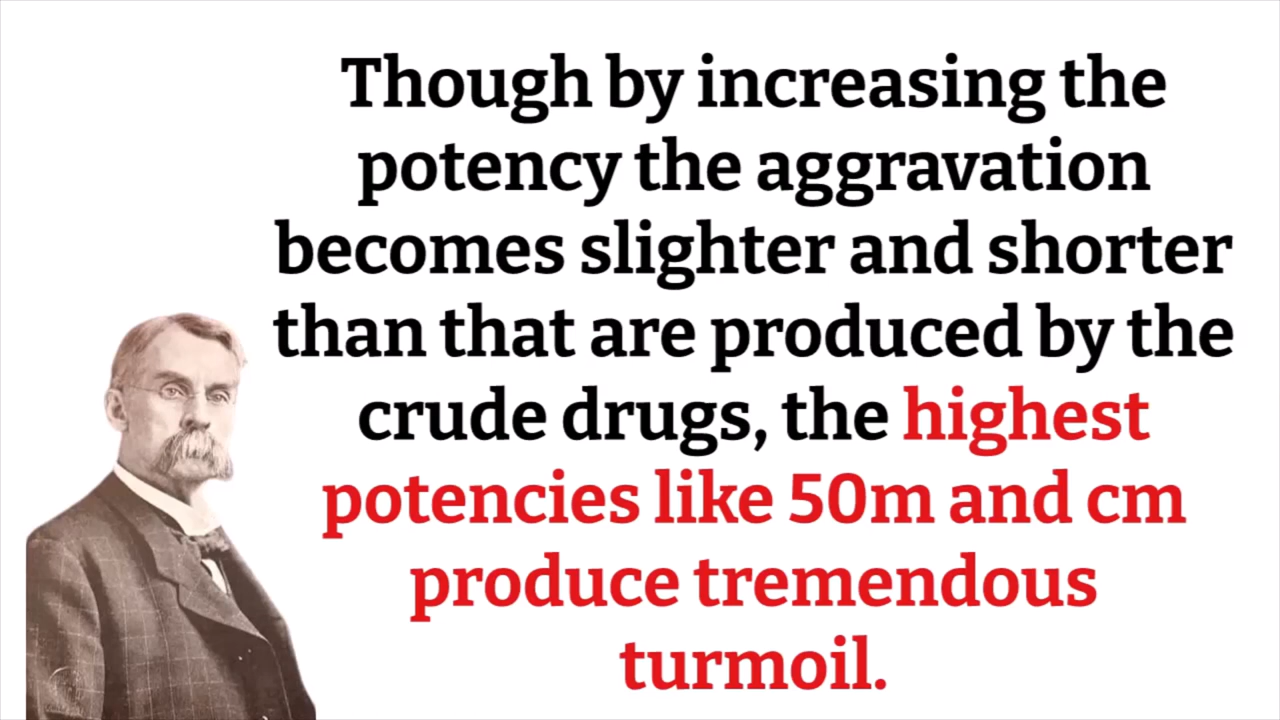 Though by increasing the
potency the aggravation
becomes slighter and shorter
than that are produced by the
crude drugs, the highest
potencies like 50m and cm
produce tremendous
turmoil.